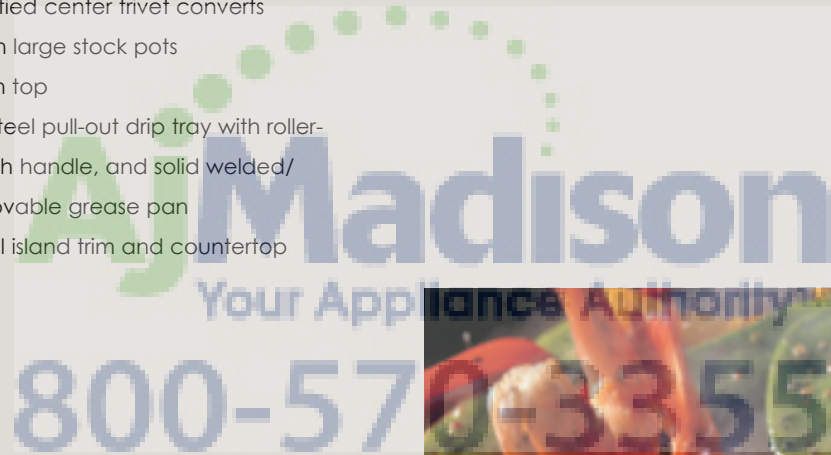 fied center trivet converts
large stock pots
top
teel pull-out drip tray with roller-
h handle, and solid welded/
ovable grease pan
l island trim and countertop
AjMadison
Your Appliance Authority
800-570-3355